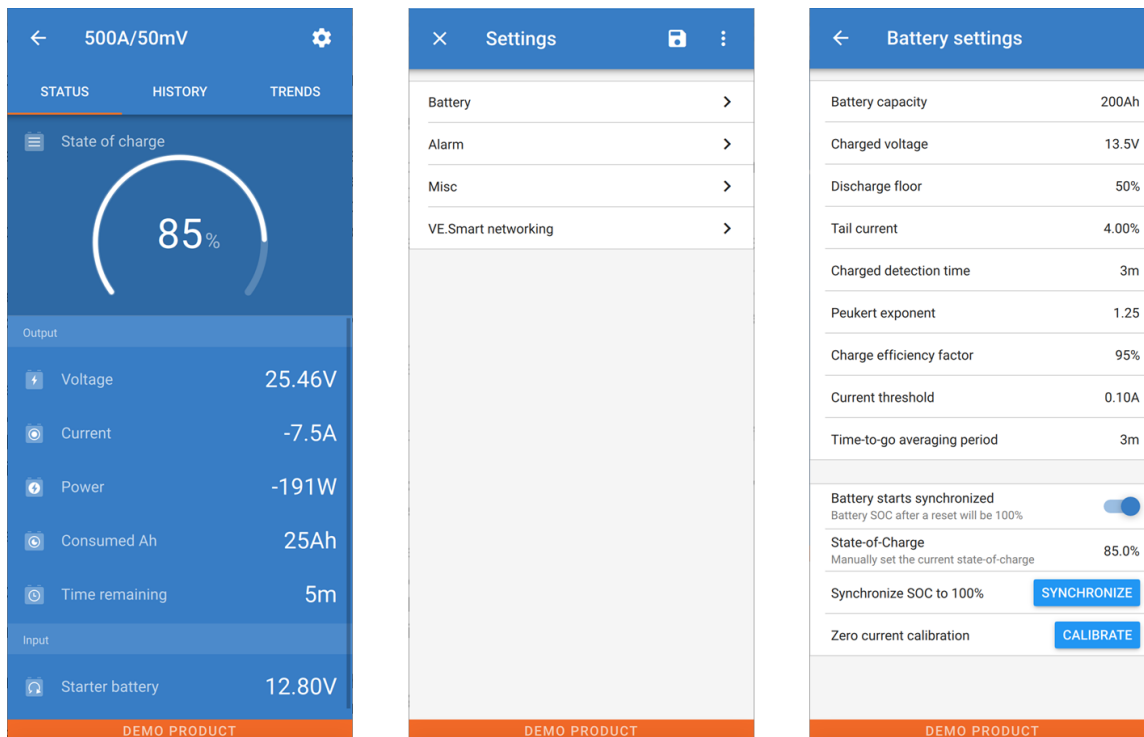 500A/50mV
STATUS HISTORY TRENDS
State of charge
85%
Output
Voltage 25.46V
Current -7.5A
Power -191W
Consumed Ah 25Ah
Time remaining 5m
Input
Starter battery 12.80V
DEMO PRODUCT
Settings
Battery
Alarm
Misc
VE.Smart networking
DEMO PRODUCT
Battery settings
Battery capacity 200Ah
Charged voltage 13.5V
Discharge floor 50%
Tail current 4.00%
Charged detection time 3m
Peukert exponent 1.25
Charge efficiency factor 95%
Current threshold 0.10A
Time-to-go averaging period 3m
Battery starts synchronized
Battery SOC after a reset will be 100%
State-of-Charge 85.0%
Manually set the current state-of-charge
Synchronize SOC to 100% SYNCHRONIZE
Zero current calibration CALIBRATE
DEMO PRODUCT